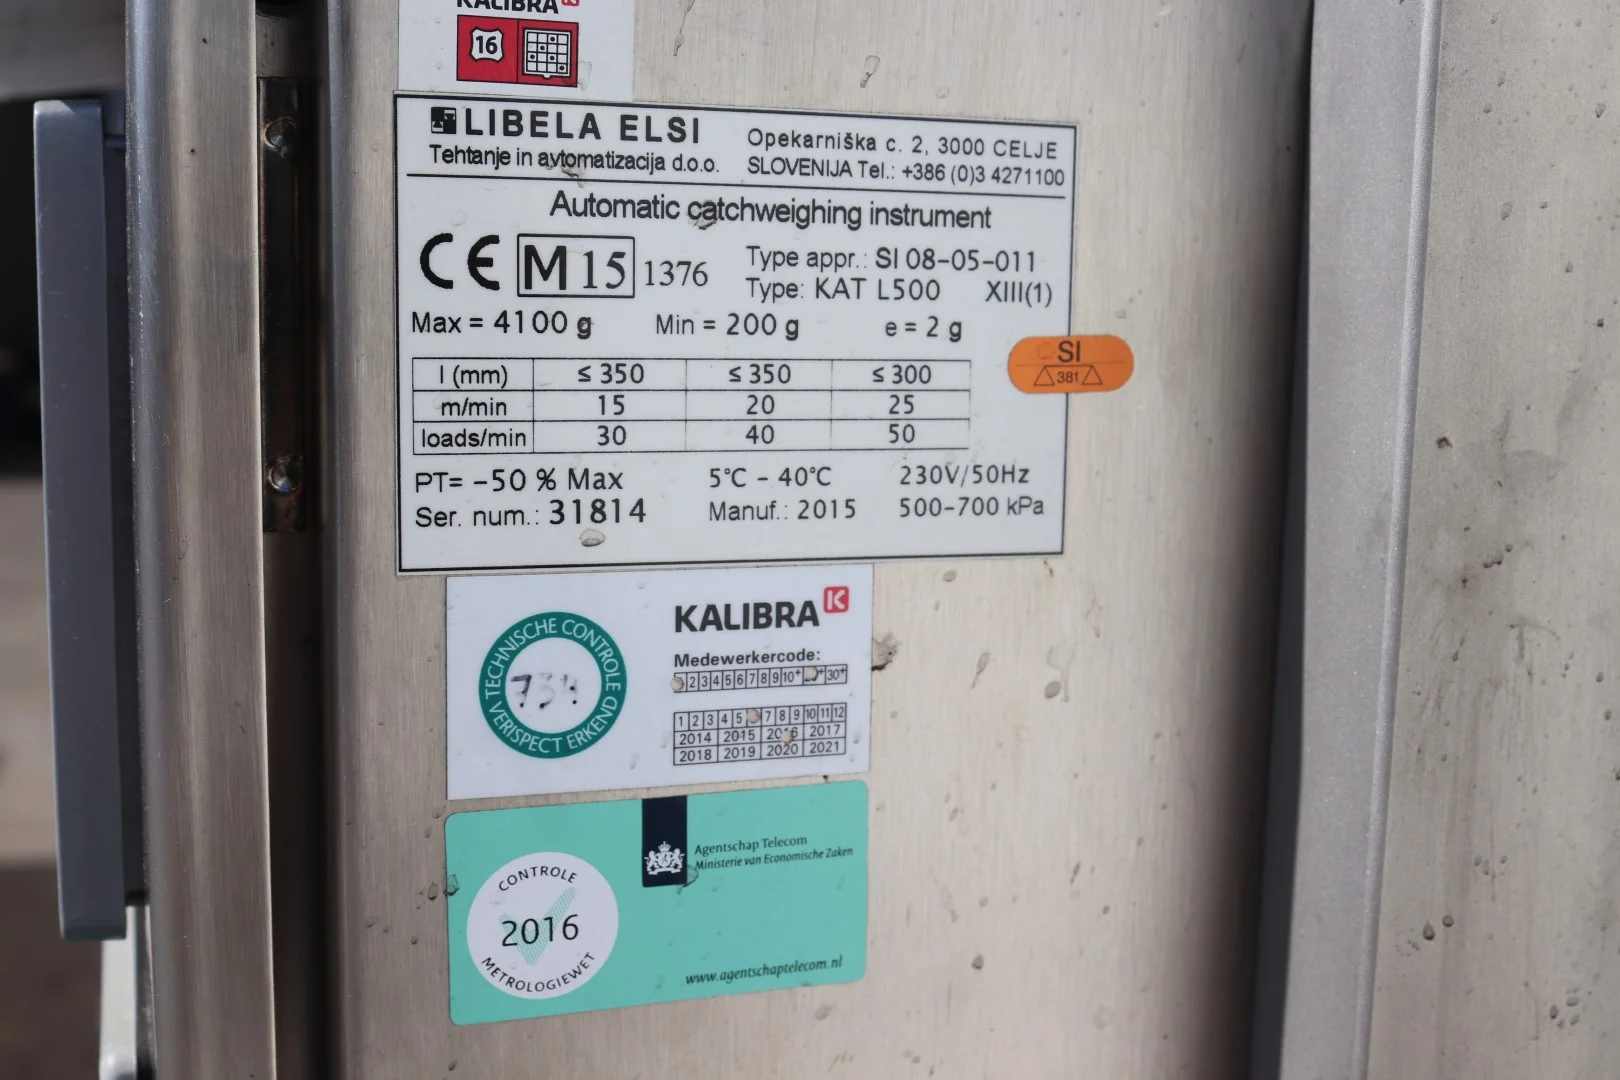 KALIBRA
16
LIBELA ELSI
Tehtanje in avtomatizacija d.o.o.
Opekarniška c. 2, 3000 CELJE
SLOVENIJA Tel.: +386 (0)3 4271100
Automatic catchweighing instrument
CE M 15 1376
Type appr.: SI 08-05-011
Type: KAT L500 XIII(1)
Max = 4100 g Min = 200 g e = 2 g
SI
381
l (mm) ≤ 350 ≤ 350 ≤ 300
m/min 15 20 25
loads/min 30 40 50
PT= -50 % Max 5°C - 40°C 230V/50Hz
Ser. num.: 31814 Manuf.: 2015 500-700 kPa
KALIBRA K
TECHNISCHE CONTROLE
VERISPECT ERKEND
734
Medewerkercode:
2 3 4 5 6 7 8 9 10+ 30+
1 2 3 4 5 7 8 9 10 11 12
2014 2015 2016 2017
2018 2019 2020 2021
Agentschap Telecom
Ministerie van Economische Zaken
CONTROLE
2016
METROLOGIEWET
www.agentschaptelecom.nl